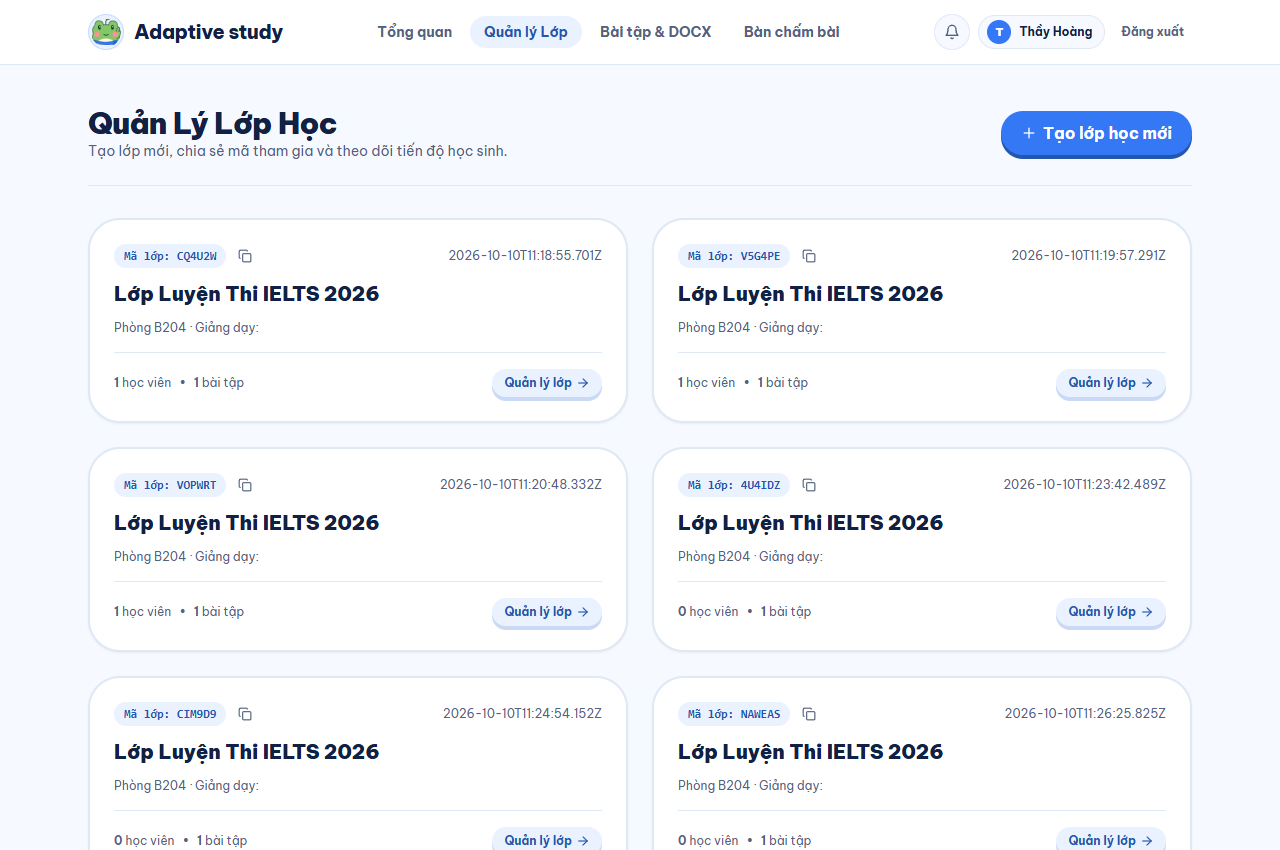 Adaptive study
Tổng quan
Quản lý Lớp
Bài tập & DOCX
Bàn chấm bài
T
Thầy Hoàng
Đăng xuất
Quản Lý Lớp Học
Tạo lớp mới, chia sẻ mã tham gia và theo dõi tiến độ học sinh.
+ Tạo lớp học mới
Mã lớp: CQ4U2W
2026-10-10T11:18:55.701Z
Lớp Luyện Thi IELTS 2026
Phòng B204 · Giảng dạy:
1 học viên • 1 bài tập
Quản lý lớp →
Mã lớp: V5G4PE
2026-10-10T11:19:57.291Z
Lớp Luyện Thi IELTS 2026
Phòng B204 · Giảng dạy:
1 học viên • 1 bài tập
Quản lý lớp →
Mã lớp: VOPWRT
2026-10-10T11:20:48.332Z
Lớp Luyện Thi IELTS 2026
Phòng B204 · Giảng dạy:
1 học viên • 1 bài tập
Quản lý lớp →
Mã lớp: 4U4IDZ
2026-10-10T11:23:42.489Z
Lớp Luyện Thi IELTS 2026
Phòng B204 · Giảng dạy:
0 học viên • 1 bài tập
Quản lý lớp →
Mã lớp: CIM9D9
2026-10-10T11:24:54.152Z
Lớp Luyện Thi IELTS 2026
Phòng B204 · Giảng dạy:
0 học viên • 1 bài tập
Quản lý lớp →
Mã lớp: NAWEAS
2026-10-10T11:26:25.825Z
Lớp Luyện Thi IELTS 2026
Phòng B204 · Giảng dạy:
0 học viên • 1 bài tập
Quản lý lớp →